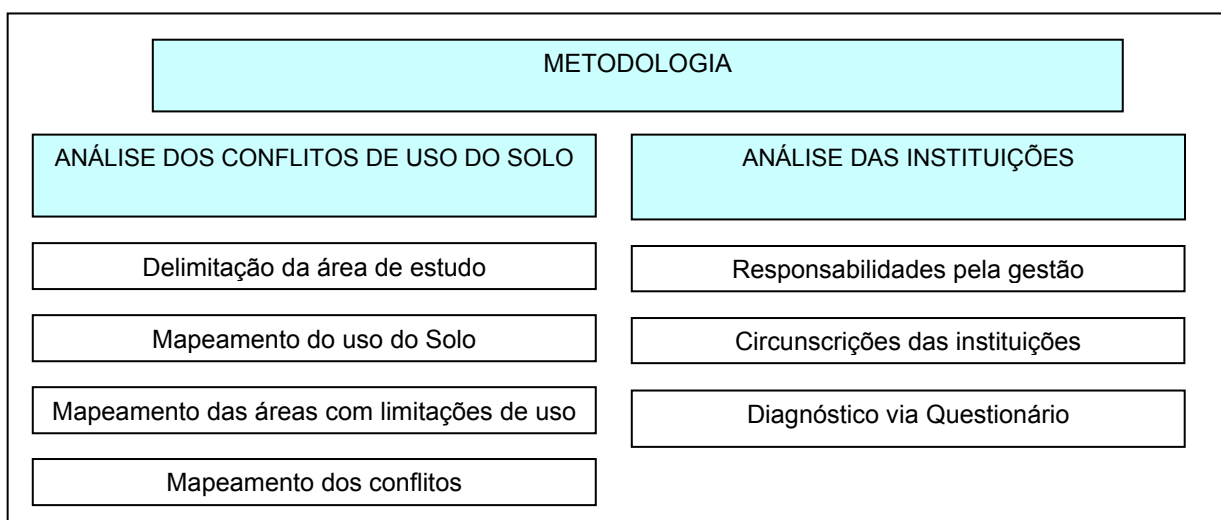 METODOLOGIA
ANÁLISE DOS CONFLITOS DE USO DO SOLO
Delimitação da área de estudo
Mapeamento do uso do Solo
Mapeamento das áreas com limitações de uso
Mapeamento dos conflitos
ANÁLISE DAS INSTITUIÇÕES
Responsabilidades pela gestão
Circunscrições das instituições
Diagnóstico via Questionário